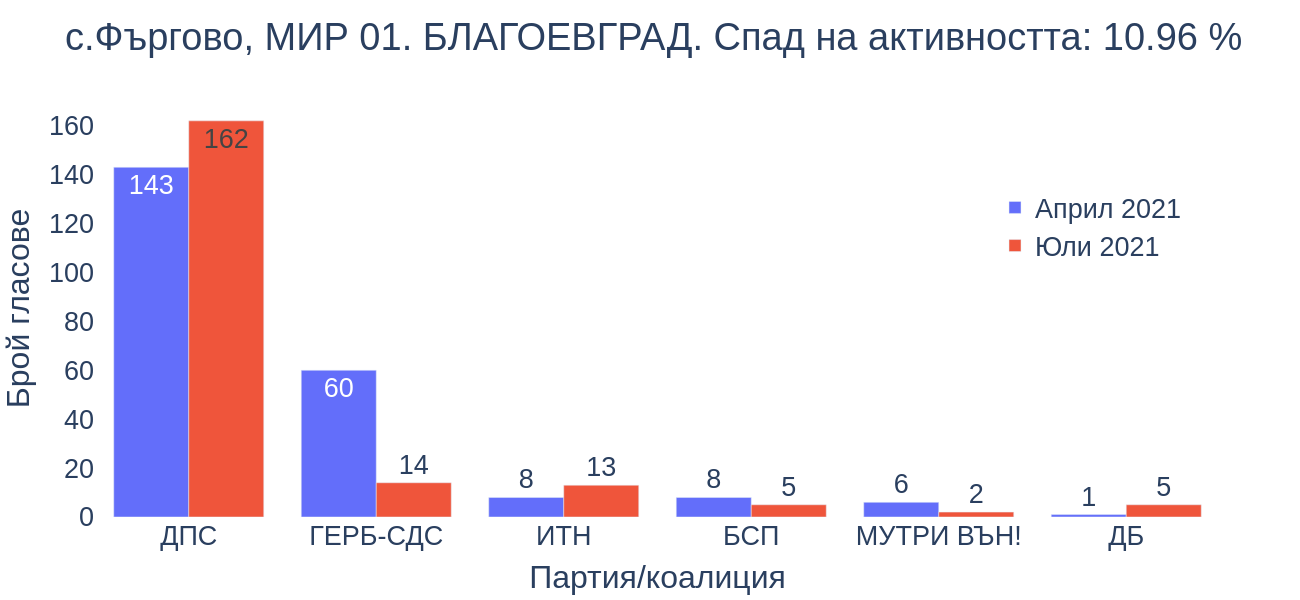 с.Фъргово, МИР 01. БЛАГОЕВГРАД. Спад на активността: 10.96 %
160
140
120
100
80
60
40
20
0
Брой гласове
143
162
60
14
8
13
8
5
6
2
1
5
Април 2021
Юли 2021
ДПС
ГЕРБ-СДС
ИТН
БСП
МУТРИ ВЪН!
ДБ
Партия/коалиция